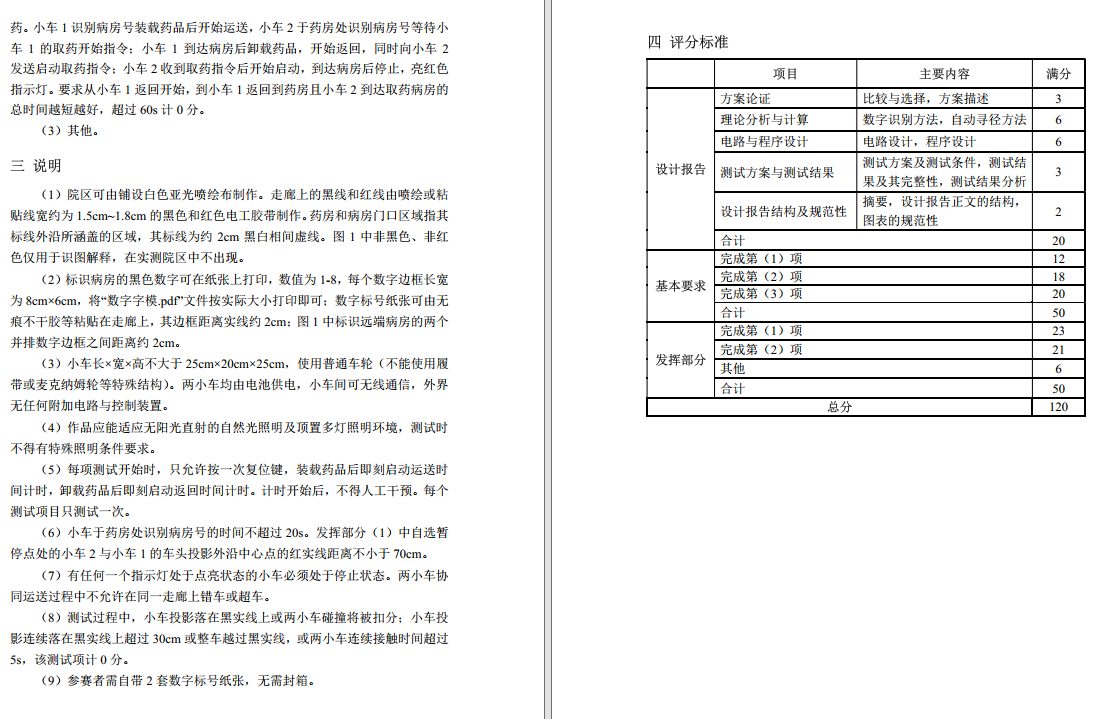 药。小车 1 识别病房号装载药品后开始运送，小车 2 于药房处识别病房号等待小
车 1 的取药开始指令；小车 1 到达病房后卸载药品，开始返回，同时向小车 2
发送启动取药指令；小车 2 收到取药指令后开始启动，到达病房后停止，亮红色
指示灯。要求从小车 1 返回开始，到小车 1 返回到药房且小车 2 到达取药病房的
总时间越短越好，超过 60s 计 0 分。
（3）其他。
三 说明
（1）院区可由铺设白色亚光喷绘布制作。走廊上的黑线和红线由喷绘或粘
贴线宽约为 1.5cm~1.8cm 的黑色和红色电工胶带制作。药房和病房门口区域指其
标线外沿所涵盖的区域，其标线为约 2cm 黑白相间虚线。图 1 中非黑色、非红
色仅用于识图解释，在实测院区中不出现。
（2）标识病房的黑色数字可在纸张上打印，数值为 1-8，每个数字边框长宽
为 8cm×6cm，将“数字字模.pdf”文件按实际大小打印即可；数字标号纸张可由无
痕不干胶等粘贴在走廊上，其边框距离实线约 2cm；图 1 中标识远端病房的两个
并排数字边框之间距离约 2cm。
（3）小车长×宽×高不大于 25cm×20cm×25cm，使用普通车轮（不能使用履
带或麦克纳姆轮等特殊结构）。两小车均由电池供电，小车间可无线通信，外界
无任何附加电路与控制装置。
（4）作品应能适应无阳光直射的自然光照明及顶置多灯照明环境，测试时
不得有特殊照明条件要求。
（5）每项测试开始时，只允许按一次复位键，装载药品后即刻启动运送时
间计时，卸载药品后即刻启动返回时间计时。计时开始后，不得人工干预。每个
测试项目只测试一次。
（6）小车于药房处识别病房号的时间不超过 20s。发挥部分（1）中自选暂
停点处的小车 2 与小车 1 的车头投影外沿中心点的红实线距离不小于 70cm。
（7）有任何一个指示灯处于点亮状态的小车必须处于停止状态。两小车协
同运送过程中不允许在同一走廊上错车或超车。
（8）测试过程中，小车投影落在黑实线上或两小车碰撞将被扣分；小车投
影连续落在黑实线上超过 30cm 或整车越过黑实线，或两小车连续接触时间超过
5s，该测试项计 0 分。
（9）参赛者需自带 2 套数字标号纸张，无需封箱。
四 评分标准
项目 主要内容 满分
设计报告
方案论证 比较与选择，方案描述 3
理论分析与计算 数字识别方法，自动寻径方法 6
电路与程序设计 电路设计，程序设计 6
测试方案与测试结果 测试方案及测试条件，测试结
果及其完整性，测试结果分析 3
设计报告结构及规范性 摘要，设计报告正文的结构，
图表的规范性 2
合计 20
基本要求
完成第（1）项 12
完成第（2）项 18
完成第（3）项 20
合计 50
发挥部分
完成第（1）项 23
完成第（2）项 21
其他 6
合计 50
总分 120